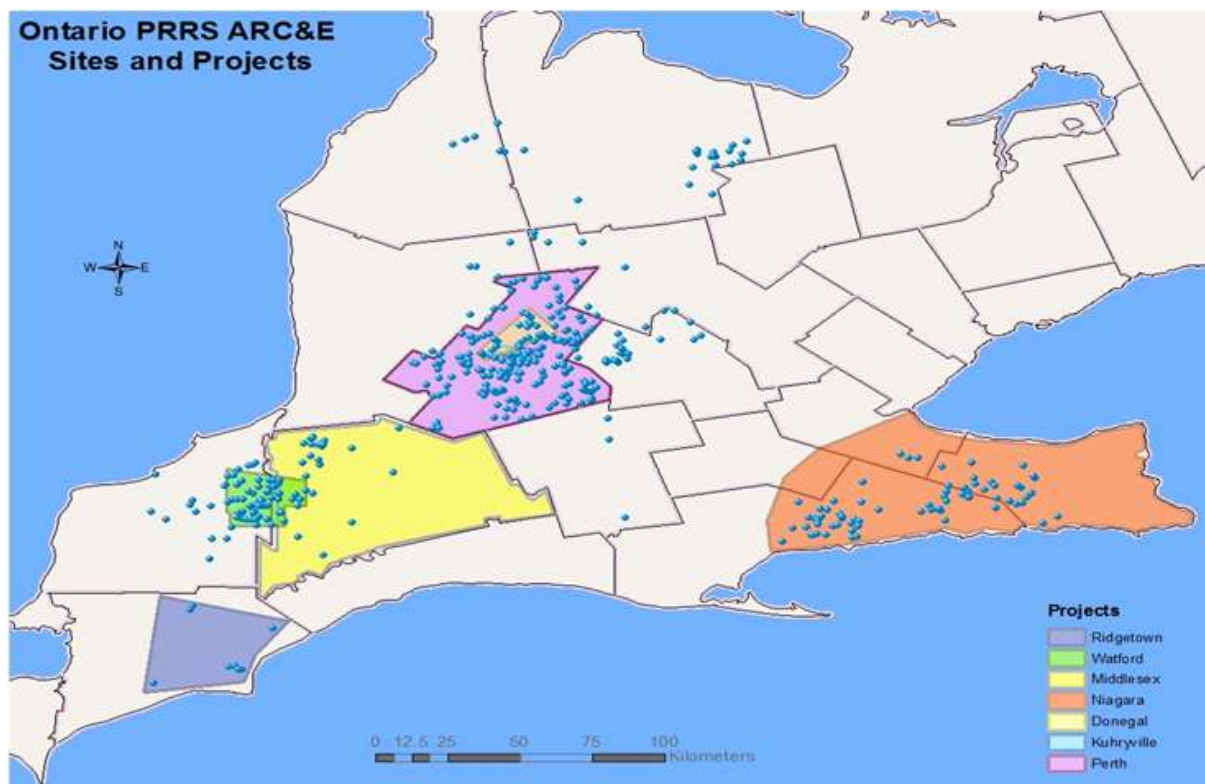 Ontario PRRS ARC&E
Sites and Projects
N
W E
S
Projects
Ridgetown
Watford
Middlesex
Niagara
Donegal
Kuhryville
Perth
0 12.5 25 50 75 100
Kilometers